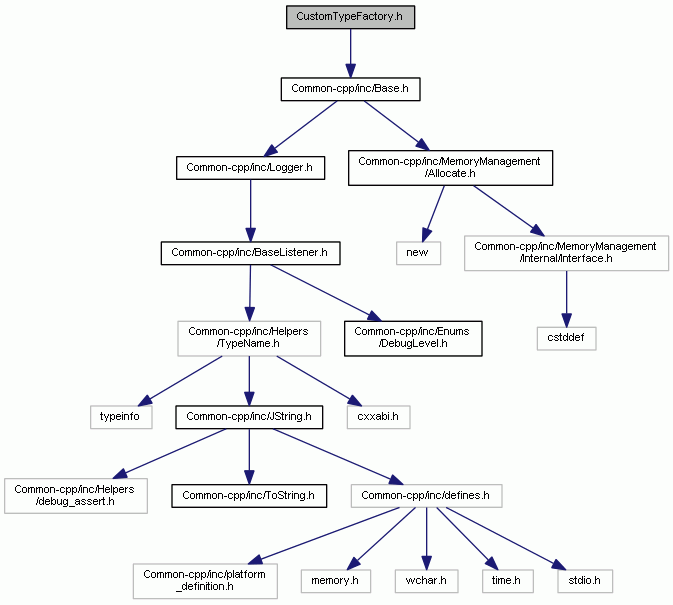 CustomTypeFactory.h
Common-cpp/inc/Base.h
Common-cpp/inc/Logger.h
Common-cpp/inc/MemoryManagement
/Allocate.h
Common-cpp/inc/BaseListener.h
new
Common-cpp/inc/MemoryManagement
/Internal/Interface.h
Common-cpp/inc/Helpers
/TypeName.h
Common-cpp/inc/Enums
/DebugLevel.h
cstddef
typeinfo
Common-cpp/inc/JString.h
cxxabi.h
Common-cpp/inc/Helpers
/debug_assert.h
Common-cpp/inc/ToString.h
Common-cpp/inc/defines.h
Common-cpp/inc/platform
_definition.h
memory.h
wchar.h
time.h
stdio.h